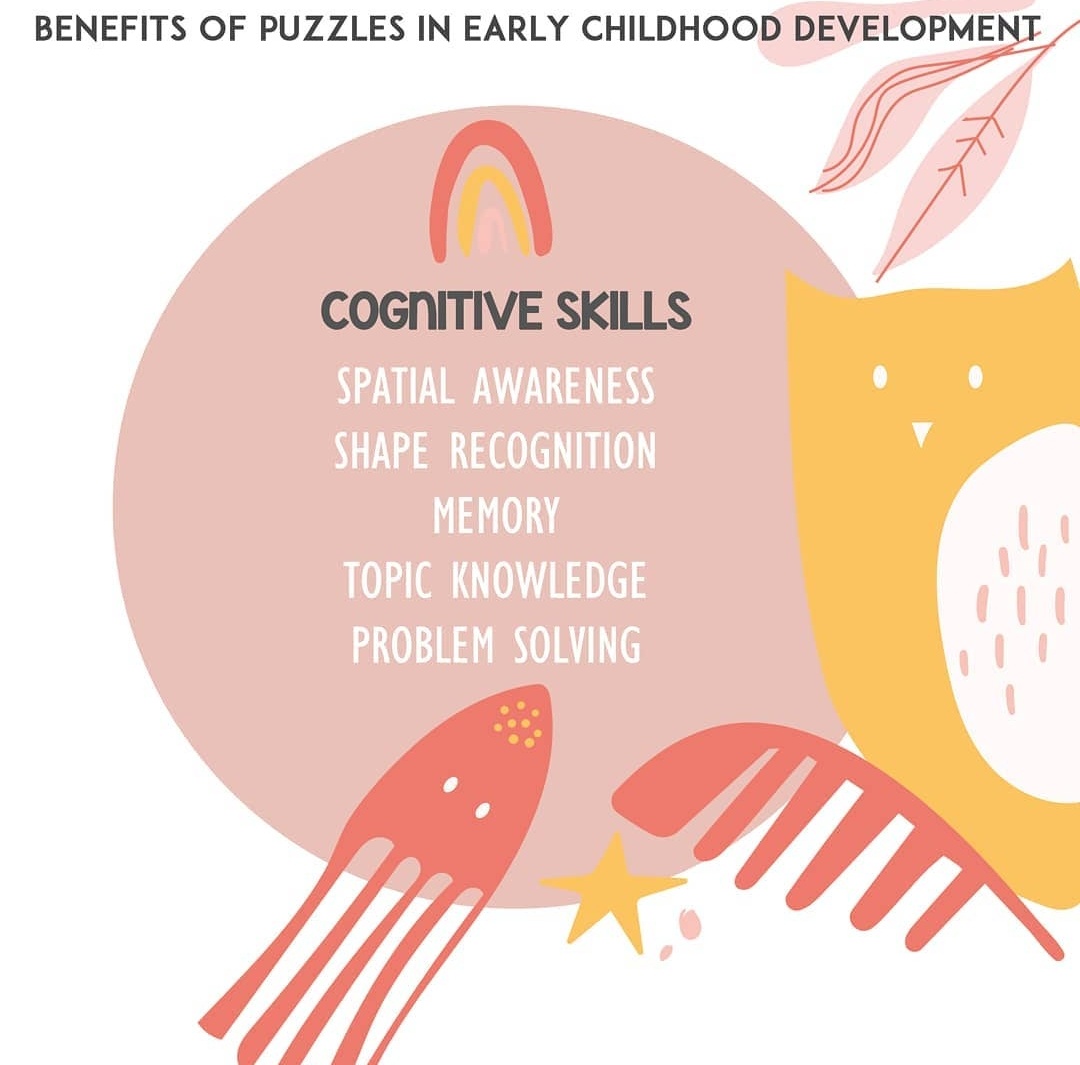 BENEFITS OF PUZZLES IN EARLY CHILDHOOD DEVELOPMENT
COGNITIVE SKILLS
SPATIAL AWARENESS
SHAPE RECOGNITION
MEMORY
TOPIC KNOWLEDGE
PROBLEM SOLVING